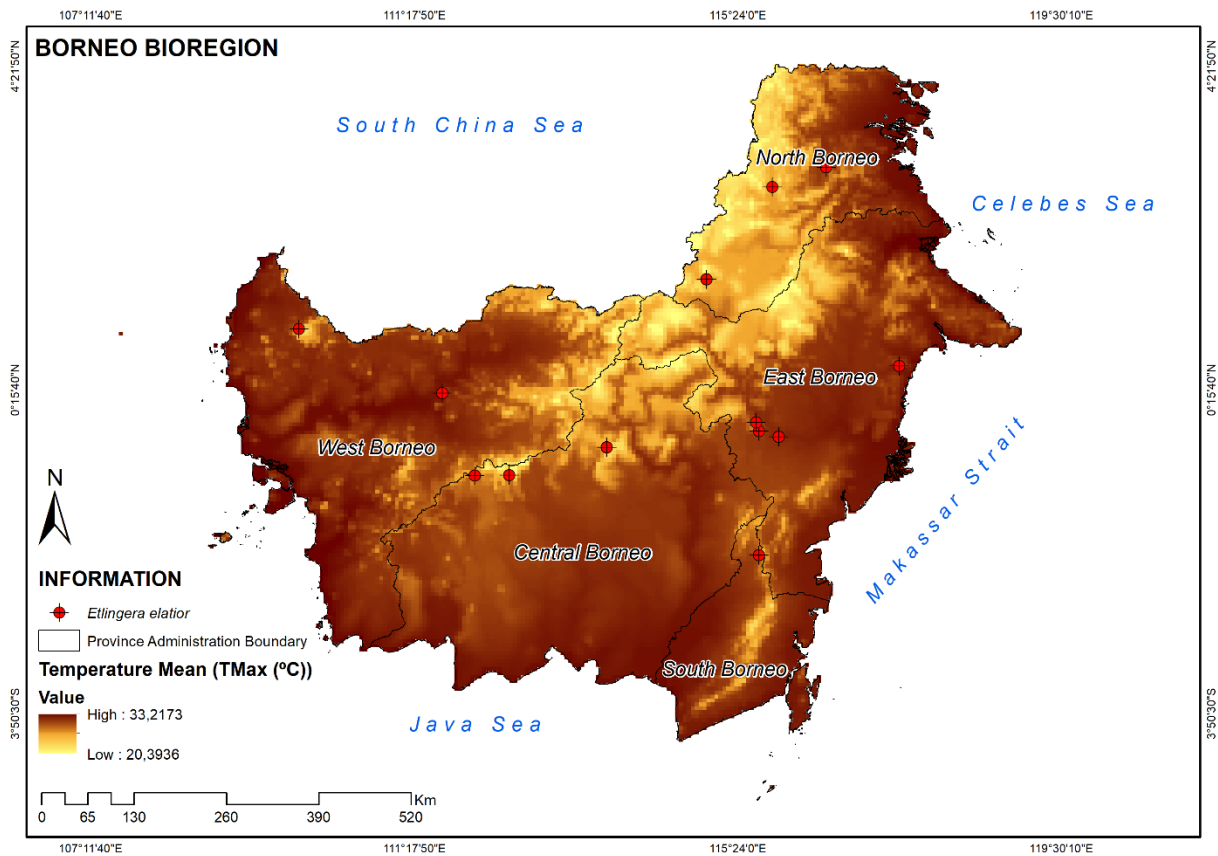 107°11'40"E 111°17'50"E 115°24'0"E 119°30'10"E
BORNEO BIOREGION
4°21'50"N
4°21'50"N
South China Sea
North Borneo
Celebes Sea
0°15'40"N
0°15'40"N
East Borneo
West Borneo
Makassar Strait
N
Central Borneo
INFORMATION
Etlingera elatior
Province Administration Boundary
South Borneo
Temperature Mean (TMax (ºC))
Value
High : 33,2173
Low : 20,3936
Java Sea
3°50'30"S
3°50'30"S
Km
0 65 130 260 390 520
107°11'40"E 111°17'50"E 115°24'0"E 119°30'10"E